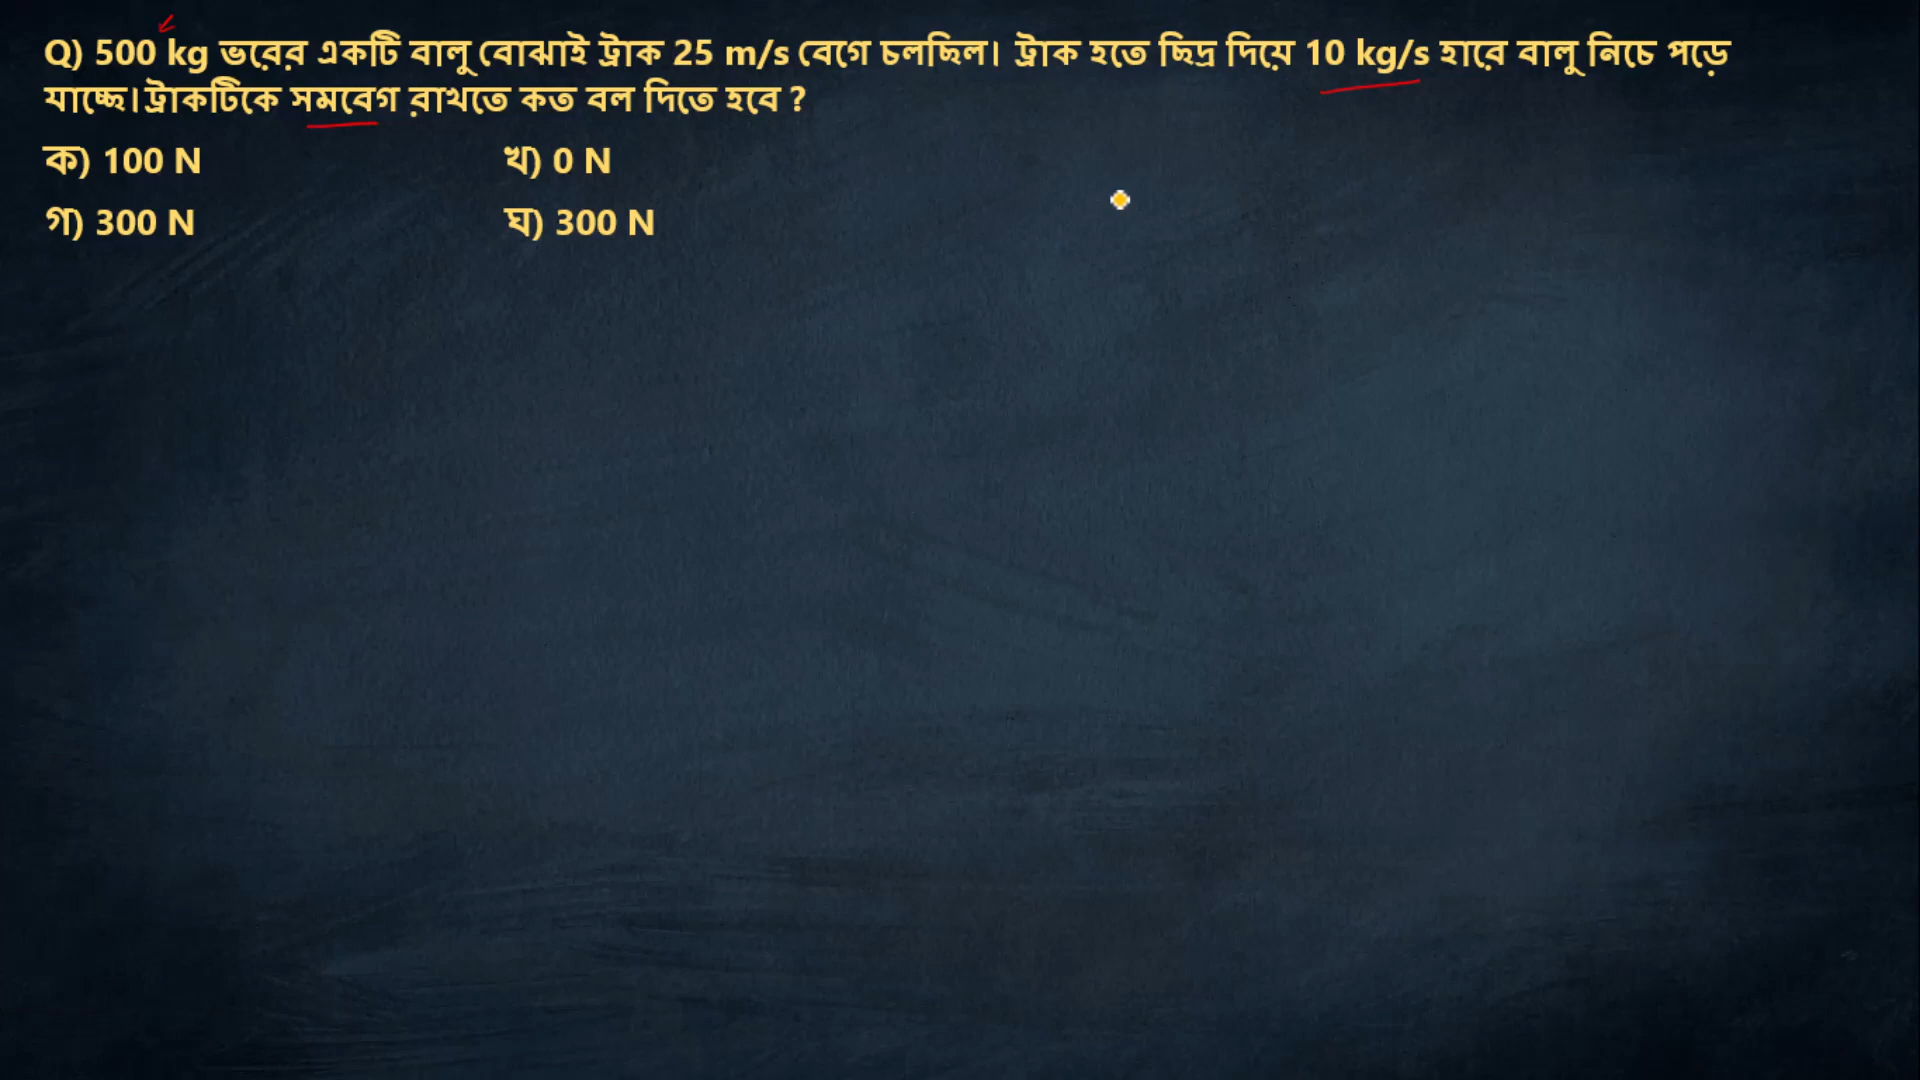 Q) 500 kg ভরের একটি বালু বোঝাই ট্রাক 25 m/s বেগে চলছিল। ট্রাক হতে ছিদ্র দিয়ে 10 kg/s হারে বালু নিচে পড়ে
যাচ্ছে। ট্রাকটিকে সমবেগ রাখতে কত বল দিতে হবে ?
ক) 100 N খ) 0 N
গ) 300 N ঘ) 300 N